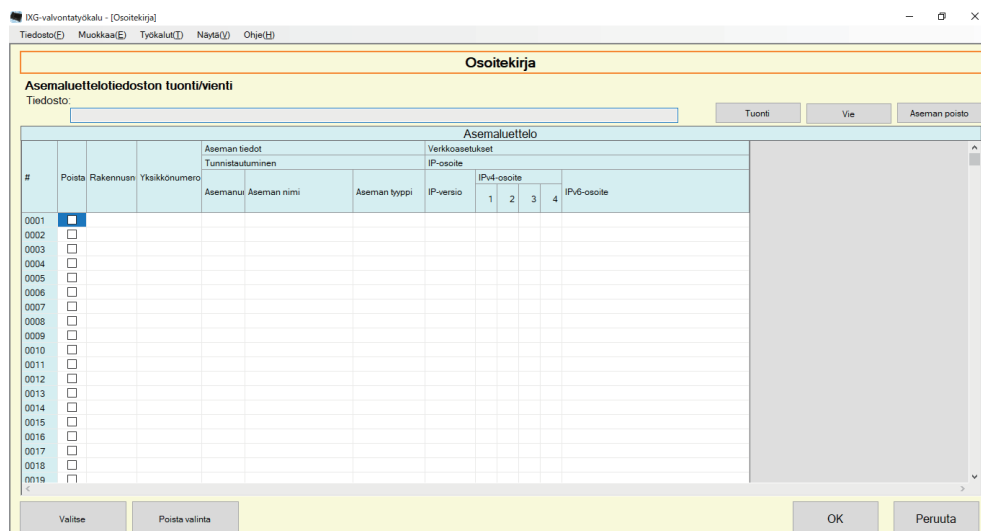 IXG-valvontatyökalu - [Osoitekirja]
Tiedosto(F) Muokkaa(E) Työkalut(T) Näytä(V) Ohje(H)
Osoitekirja
Asemaluettelotiedoston tuonti/vienti
Tiedosto:
Tuonti Vie Aseman poisto
Asemaluettelo
Aseman tiedot Verkkoasetukset
Tunnistautuminen IP-osoite
# Poista Rakennusn Yksikkönumero Asemanu Aseman nimi Aseman tyyppi IP-versio IPv4-osoite IPv6-osoite
1 2 3 4
0001
0002
0003
0004
0005
0006
0007
0008
0009
0010
0011
0012
0013
0014
0015
0016
0017
0018
0019
Valitse Poista valinta OK Peruuta